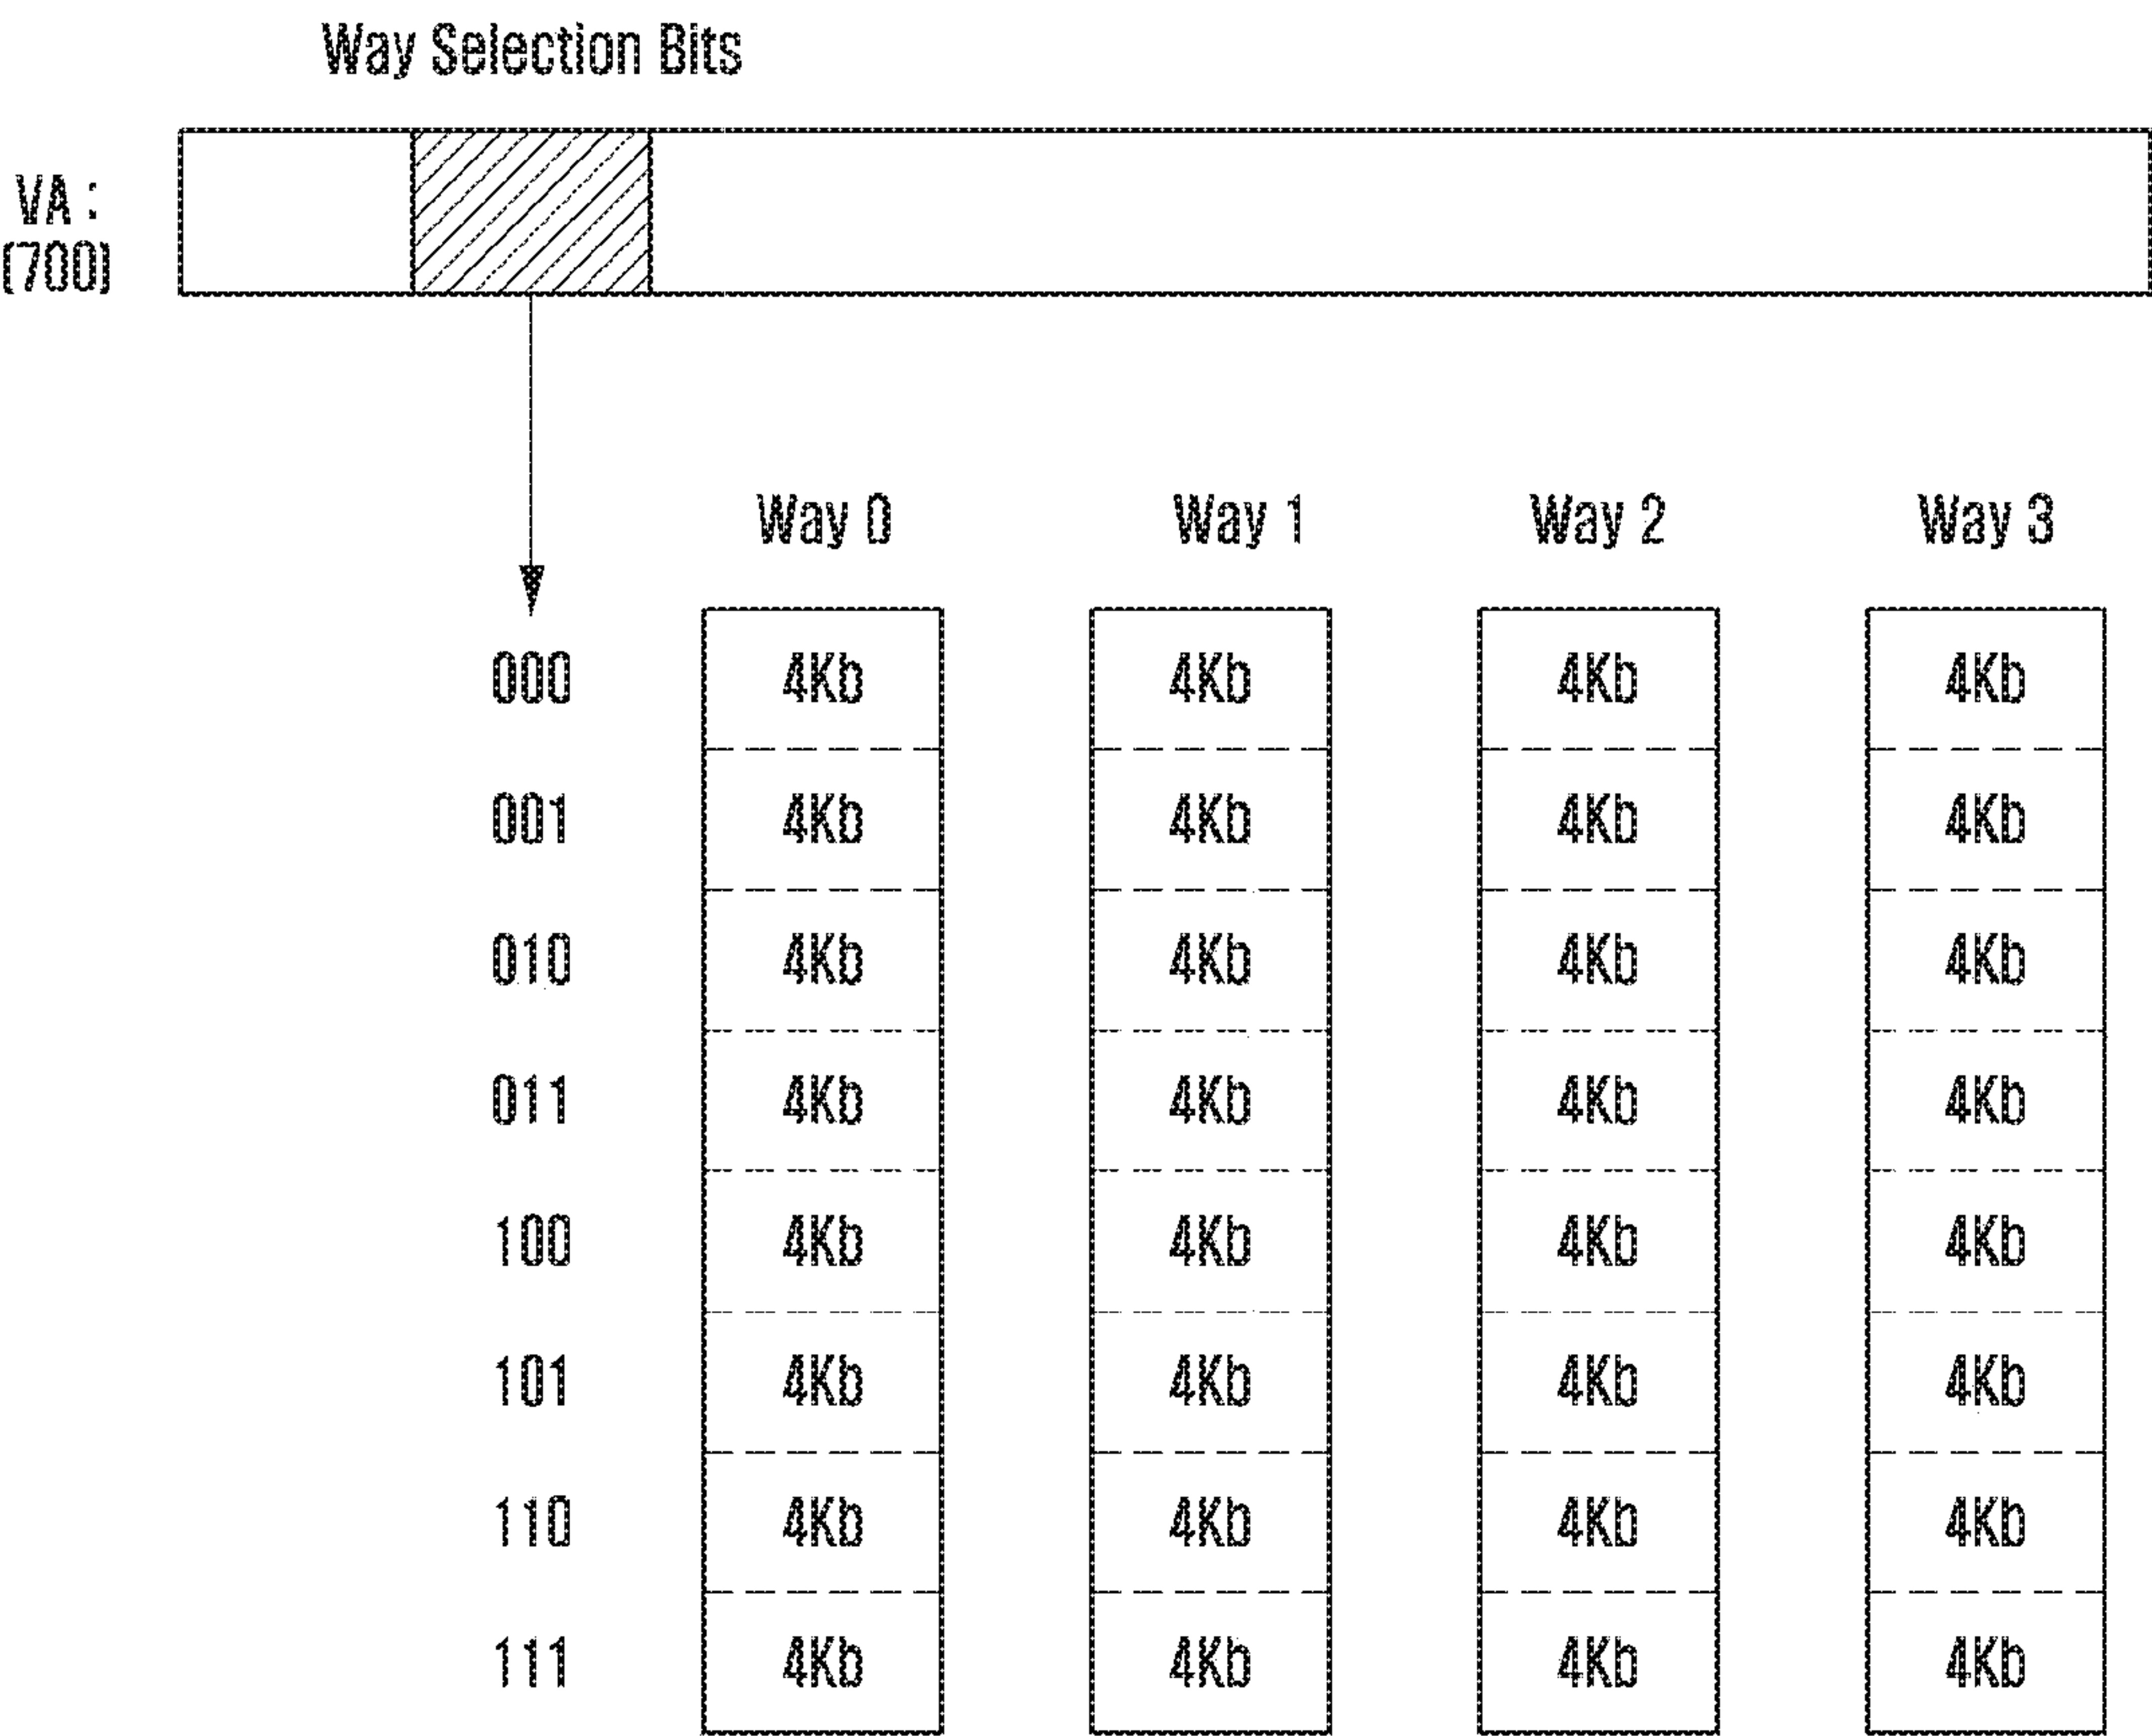 Way Selection Bits
VA :
(700)
Way 0 Way 1 Way 2 Way 3
000 4Kb 4Kb 4Kb 4Kb
001 4Kb 4Kb 4Kb 4Kb
010 4Kb 4Kb 4Kb 4Kb
011 4Kb 4Kb 4Kb 4Kb
100 4Kb 4Kb 4Kb 4Kb
101 4Kb 4Kb 4Kb 4Kb
110 4Kb 4Kb 4Kb 4Kb
111 4Kb 4Kb 4Kb 4Kb